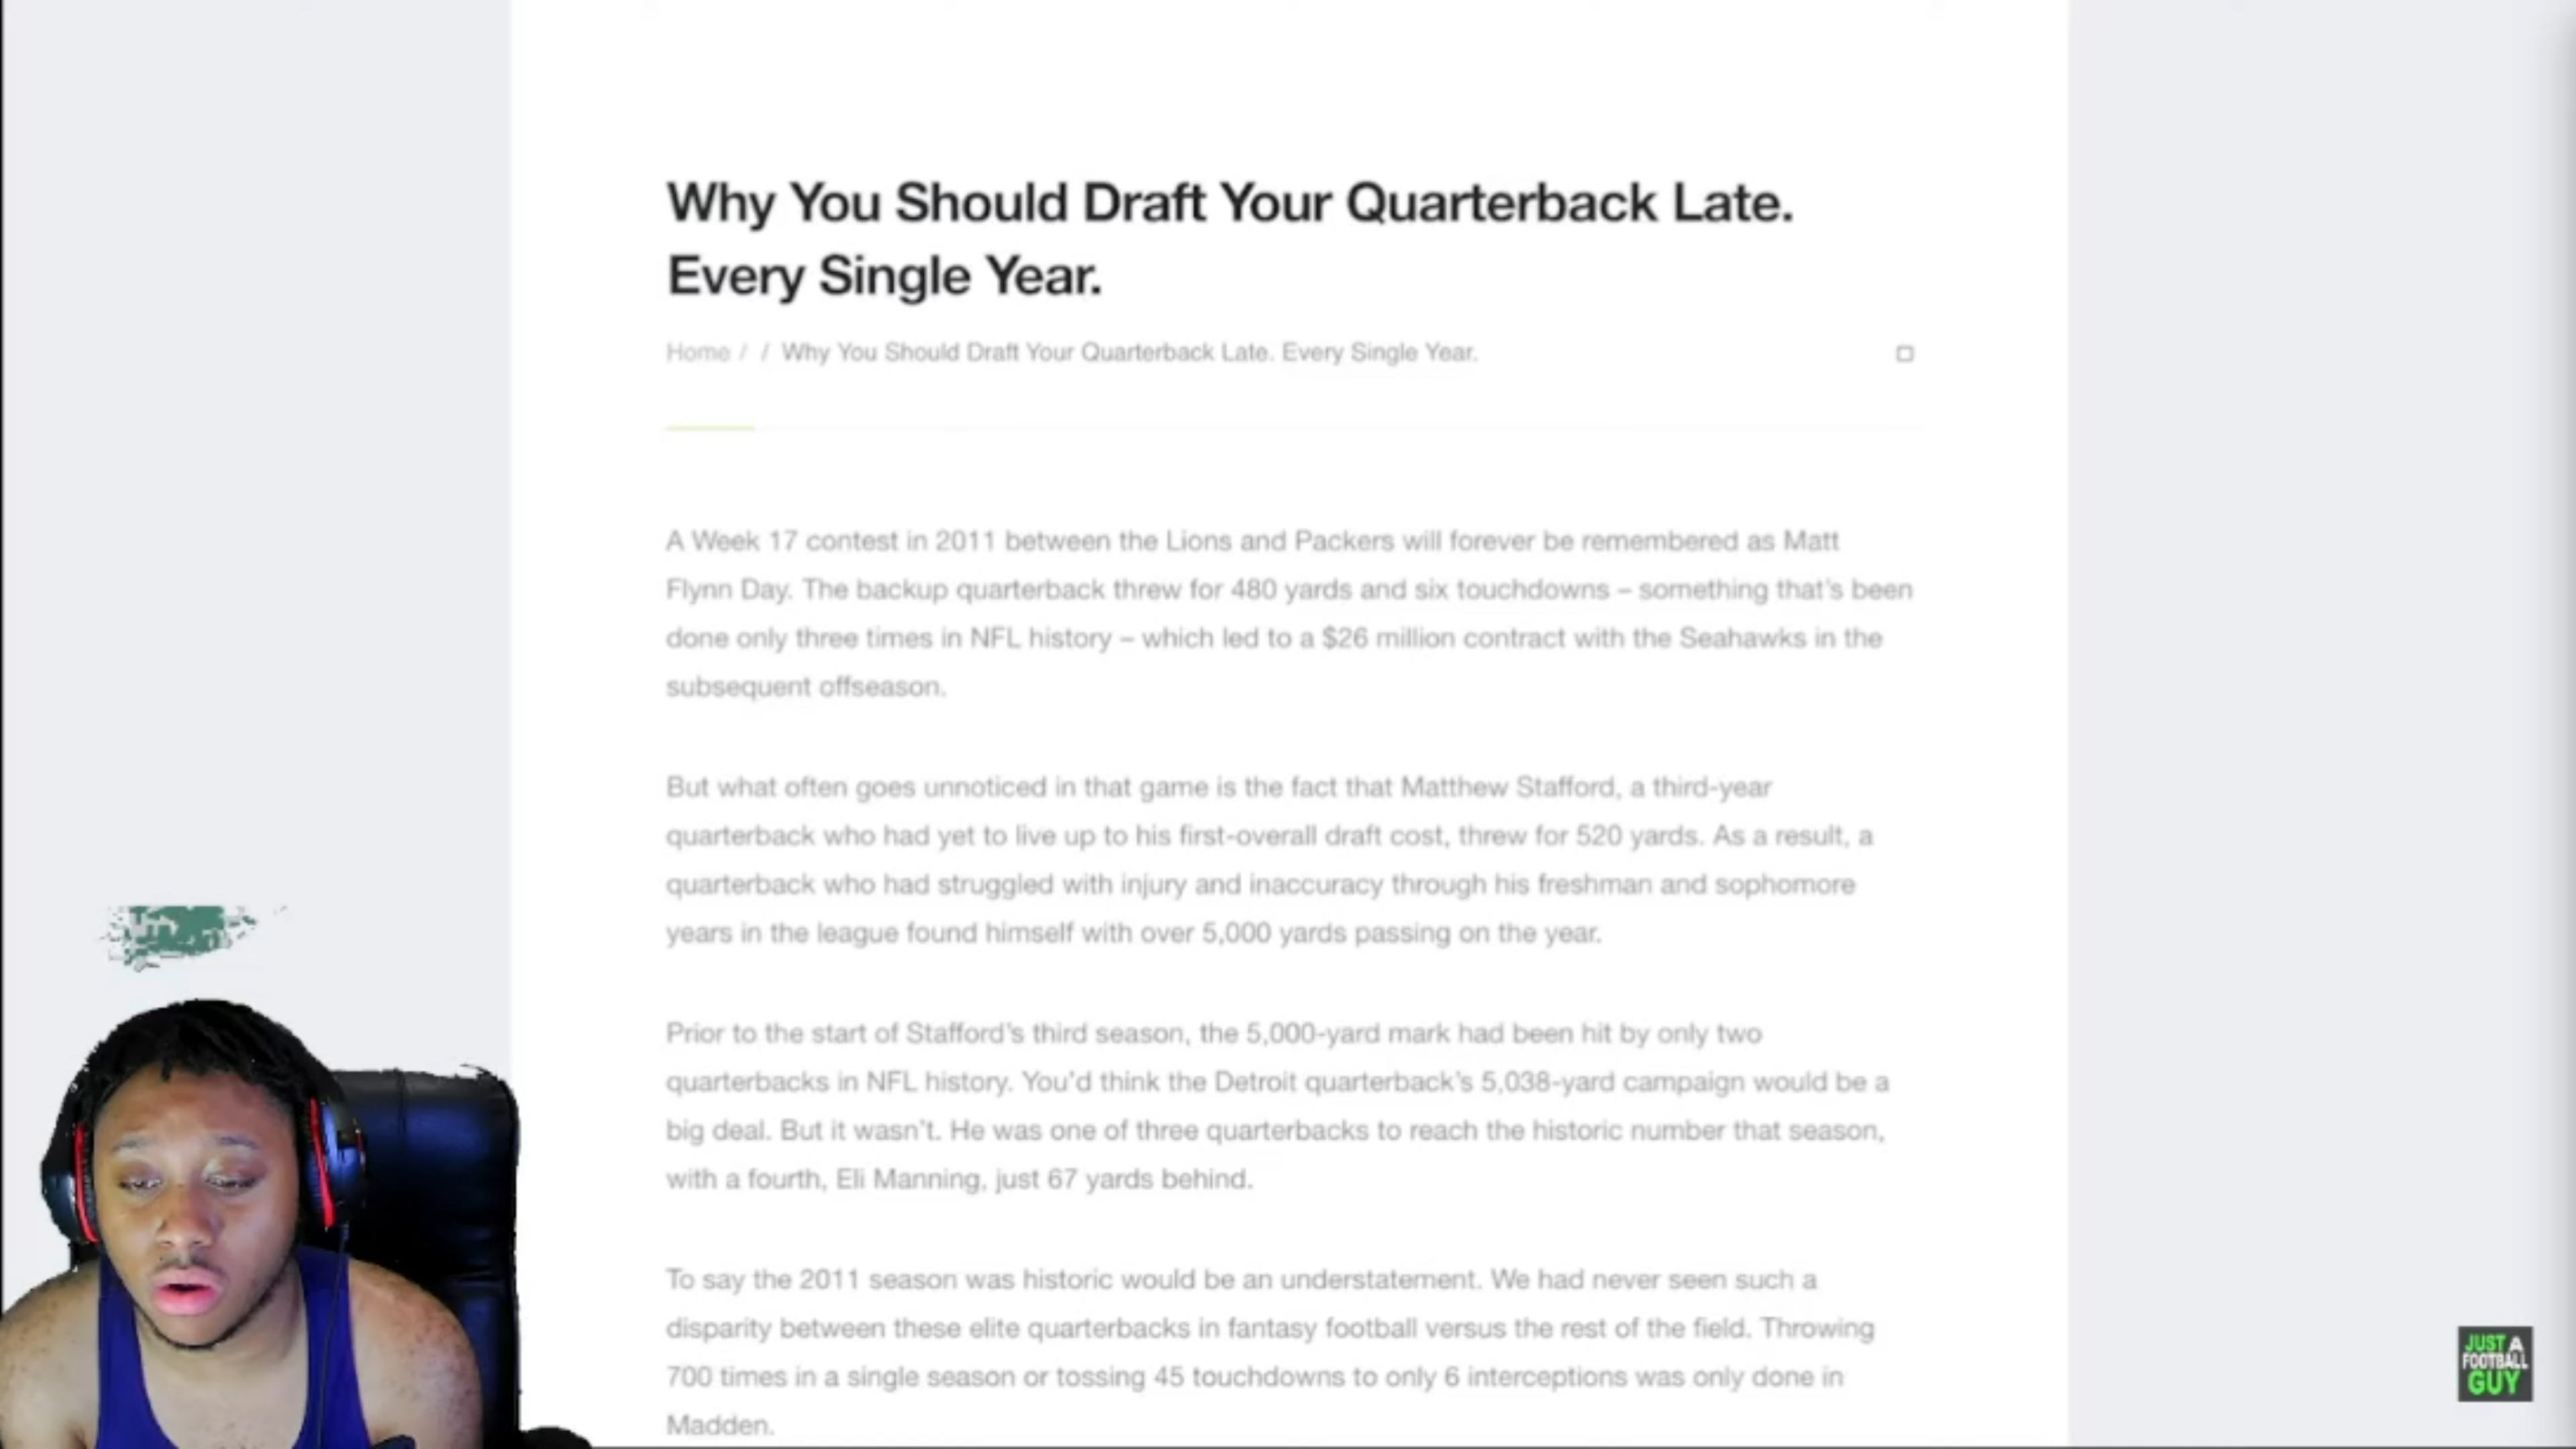 Why You Should Draft Your Quarterback Late.
Every Single Year.
Home / / Why You Should Draft Your Quarterback Late. Every Single Year.
A Week 17 contest in 2011 between the Lions and Packers will forever be remembered as Matt
Flynn Day. The backup quarterback threw for 480 yards and six touchdowns – something that's been
done only three times in NFL history – which led to a $26 million contract with the Seahawks in the
subsequent offseason.
But what often goes unnoticed in that game is the fact that Matthew Stafford, a third-year
quarterback who had yet to live up to his first-overall draft cost, threw for 520 yards. As a result, a
quarterback who had struggled with injury and inaccuracy through his freshman and sophomore
years in the league found himself with over 5,000 yards passing on the year.
Prior to the start of Stafford's third season, the 5,000-yard mark had been hit by only two
quarterbacks in NFL history. You'd think the Detroit quarterback's 5,038-yard campaign would be a
big deal. But it wasn't. He was one of three quarterbacks to reach the historic number that season,
with a fourth, Eli Manning, just 67 yards behind.
To say the 2011 season was historic would be an understatement. We had never seen such a
disparity between these elite quarterbacks in fantasy football versus the rest of the field. Throwing
700 times in a single season or tossing 45 touchdowns to only 6 interceptions was only done in
Madden.
JUST A
FOOTBALL
GUY